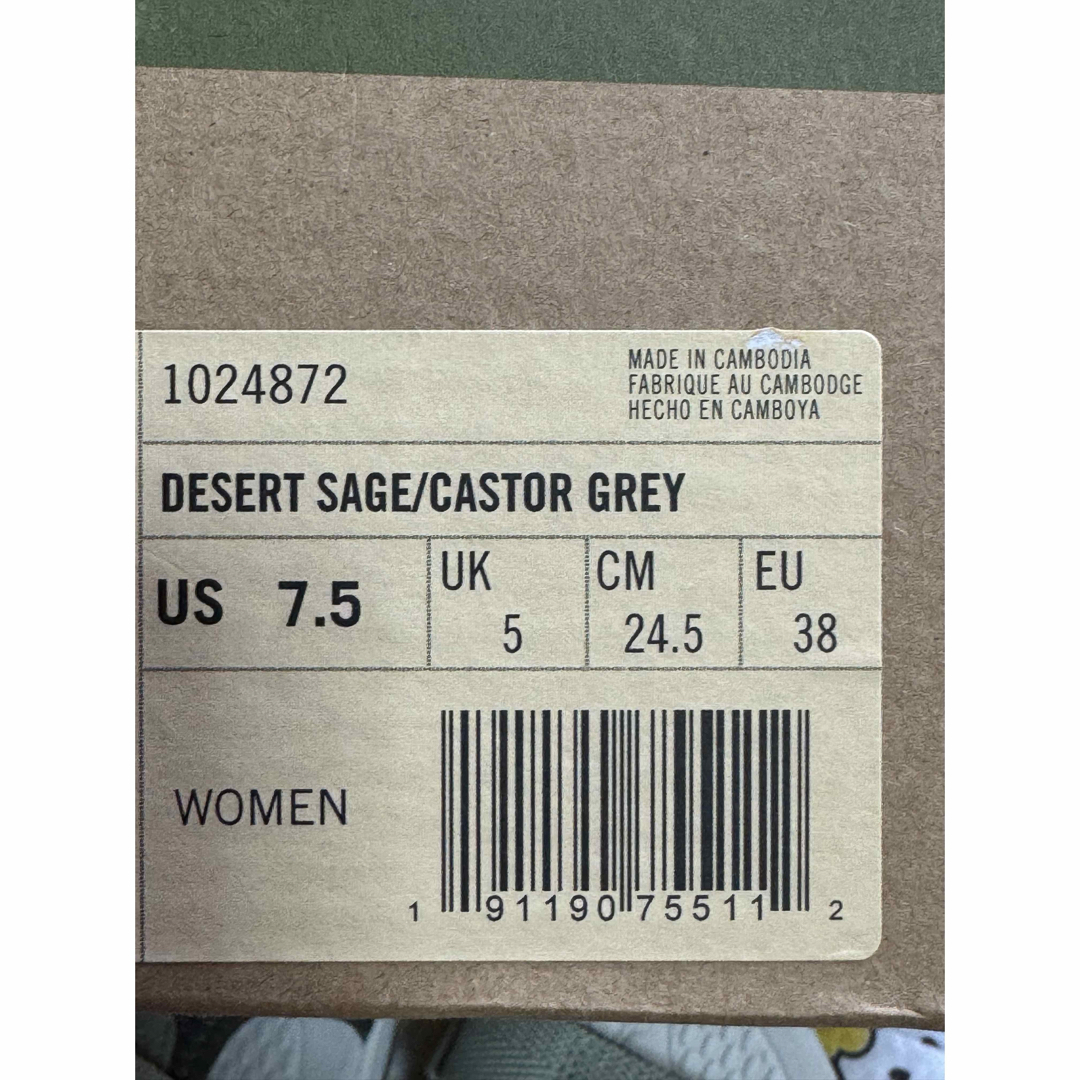 1024872
MADE IN CAMBODIA
FABRIQUE AU CAMBODGE
HECHO EN CAMBOYA
DESERT SAGE/CASTOR GREY
US 7.5
UK 5
CM 24.5
EU 38
WOMEN
1 91190 75511 2